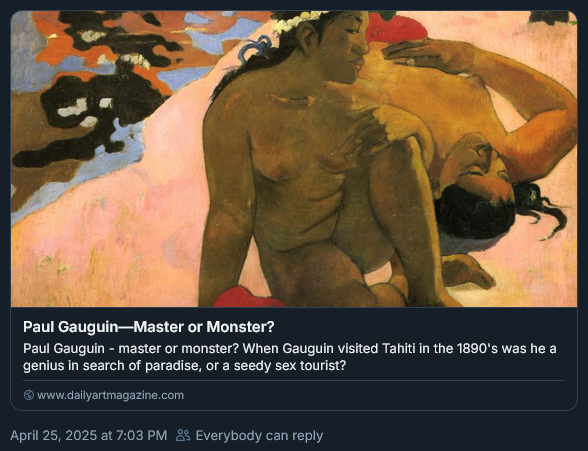 Paul Gauguin—Master or Monster?
Paul Gauguin - master or monster? When Gauguin visited Tahiti in the 1890's was he a
genius in search of paradise, or a seedy sex tourist?
www.dailyartmagazine.com
April 25, 2025 at 7:03 PM Everybody can reply